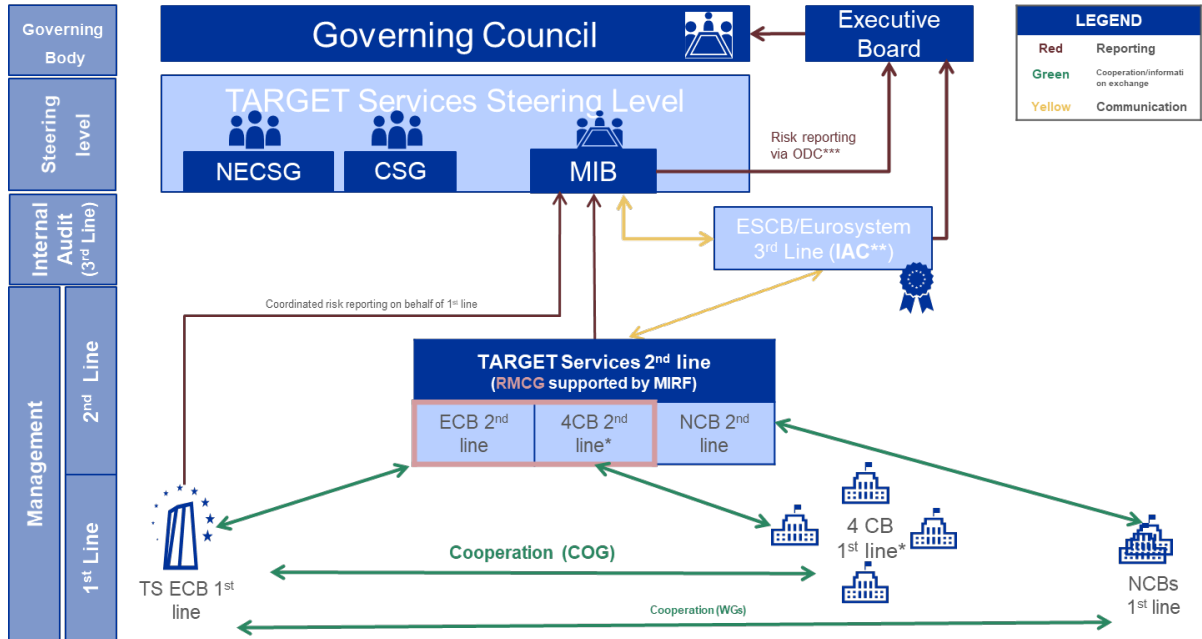 Governing
Body
Governing Council
Executive
Board
LEGEND
Red Reporting
Green Cooperation/informati
on exchange
Yellow Communication
Steering
level
TARGET Services Steering Level
NECSG
CSG
MIB
Risk reporting
via ODC***
Internal
Audit
(3rd Line)
ESCB/Eurosystem
3rd Line (IAC**)
Management
2nd Line
Coordinated risk reporting on behalf of 1st line
TARGET Services 2nd line
(RMCG supported by MIRF)
ECB 2nd
line
4CB 2nd
line*
NCB 2nd
line
1st Line
TS ECB 1st
line
Cooperation (COG)
4 CB
1st line*
NCBs
1st line
Cooperation (WGs)